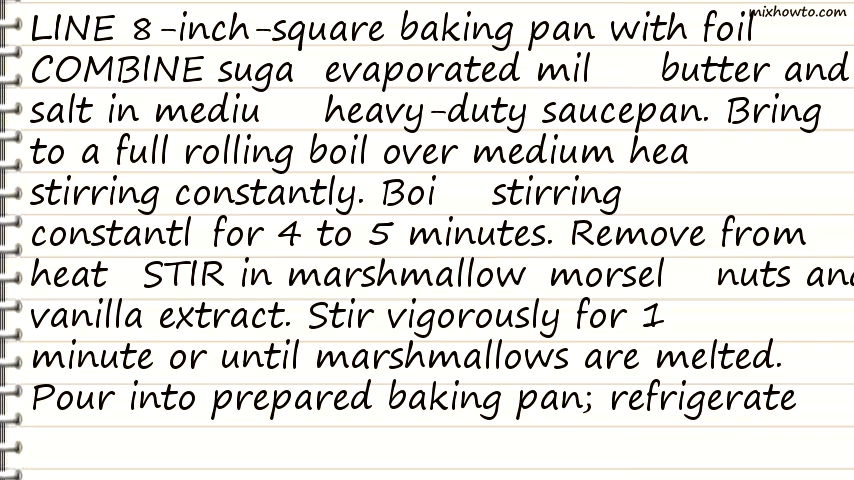 mixhowto.com
LINE 8-inch-square baking pan with foil
COMBINE suga evaporated mil butter and
salt in mediu heavy-duty saucepan. Bring
to a full rolling boil over medium hea
stirring constantly. Boi stirring
constantl for 4 to 5 minutes. Remove from
heat STIR in marshmallow morsel nuts and
vanilla extract. Stir vigorously for 1
minute or until marshmallows are melted.
Pour into prepared baking pan; refrigerate